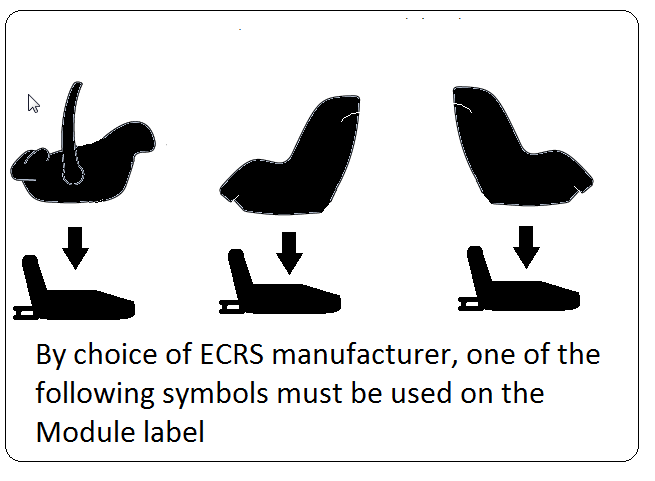 By choice of ECRS manufacturer, one of the
following symbols must be used on the
Module label